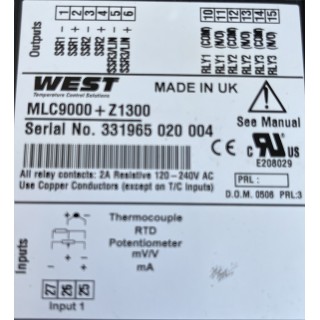 Outputs
SSR1 − 1
SSR1 + 2
SSR2 − 3
SSR2 + 4
SSR3/LIN − 5
SSR3/LIN + 6
RLY1 (COM) 10
RLY1 (N/O) 11
RLY2 (COM) 12
RLY2 (N/O) 13
RLY3 (COM) 14
RLY3 (N/O) 15
WEST
Temperature Control Solutions
MADE IN UK
MLC9000+Z1300
See Manual
Serial No. 331965 020 004
CE c UR US
E208029
All relay contacts: 2A Resistive 120-240V AC
Use Copper Conductors (except on T/C Inputs)
PRL:
D.O.M. 0506 PRL:3
Inputs
Thermocouple
RTD
Potentiometer
mV/V
mA
27 26 25
Input 1